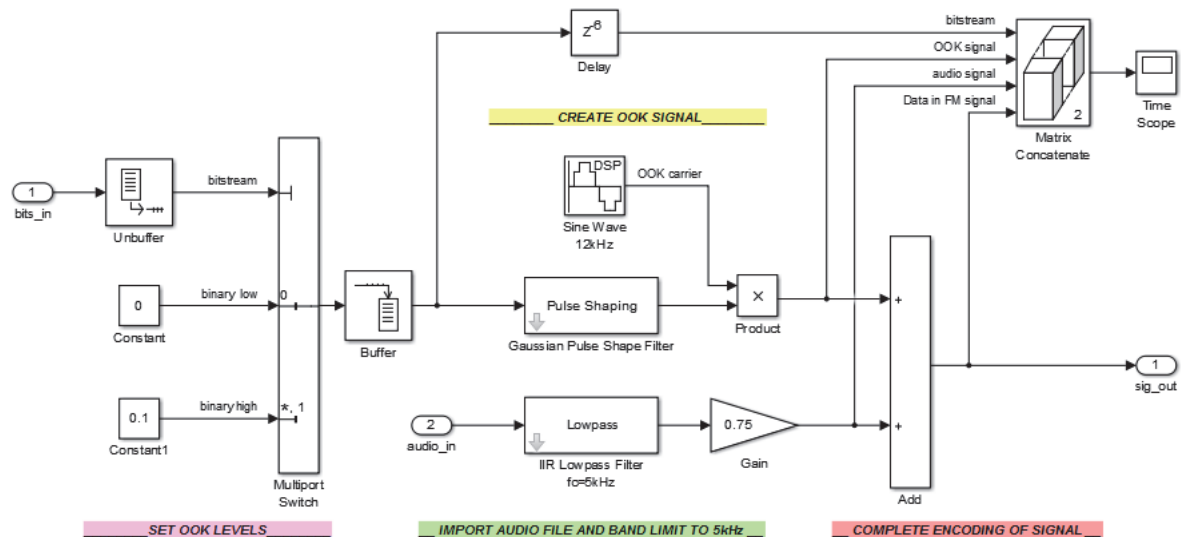 bitstream
Z-6
OOK signal
Delay
audio signal
Data in FM signal
2
Time
Scope
Matrix
Concatenate
CREATE OOK SIGNAL
DSP
OOK carrier
1
bits_in
bitstream
Unbuffer
Sine Wave
12kHz
0
binary low
0
Constant
Buffer
Pulse Shaping
Gaussian Pulse Shape Filter
×
Product
+
1
sig_out
0.1
binary high
*, 1
Constant1
2
audio_in
Lowpass
IIR Lowpass Filter
fc=5kHz
0.75
Gain
+
Add
Multiport
Switch
SET OOK LEVELS
IMPORT AUDIO FILE AND BAND LIMIT TO 5kHz
COMPLETE ENCODING OF SIGNAL